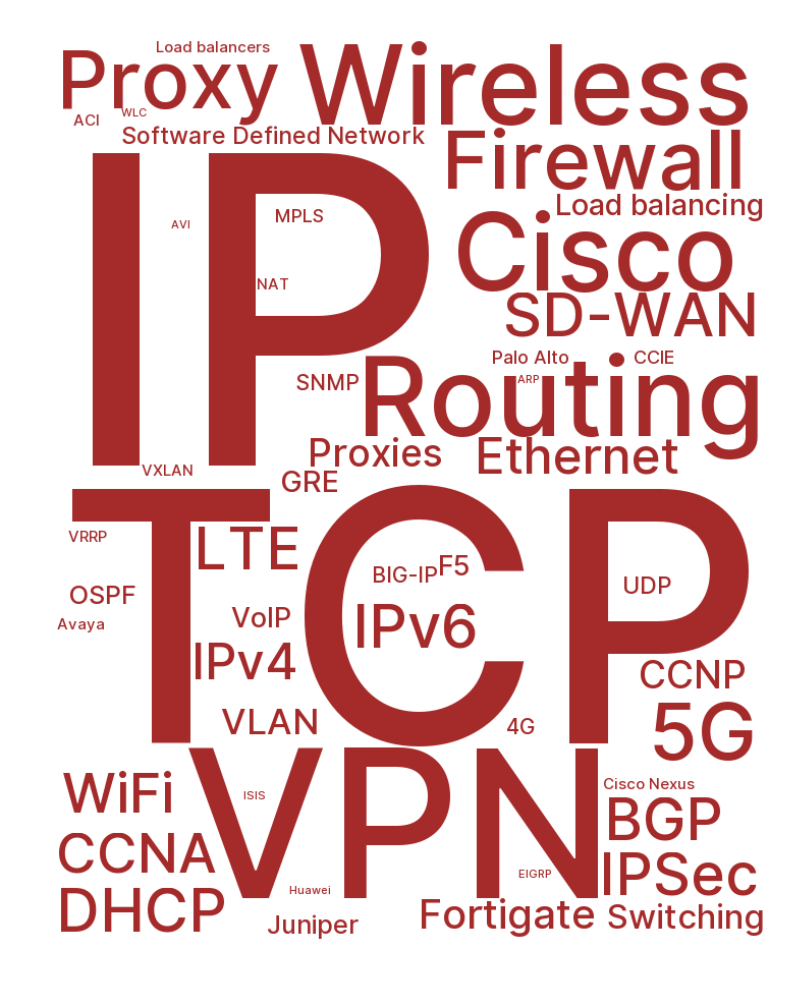 Load balancers
Proxy
Wireless
ACI
WLC
Software Defined Network
Firewall
IP
Load balancing
AVI
MPLS
Cisco
NAT
SD-WAN
Palo Alto
CCIE
SNMP
ARP
Routing
Proxies
Ethernet
VXLAN
GRE
TCP
VRRP
LTE
BIG-IP
F5
OSPF
UDP
Avaya
VoIP
IPv6
IPv4
CCNP
VLAN
4G
5G
VPN
WiFi
ISIS
Cisco Nexus
BGP
CCNA
EIGRP
IPSec
Huawei
DHCP
Juniper
Fortigate
Switching